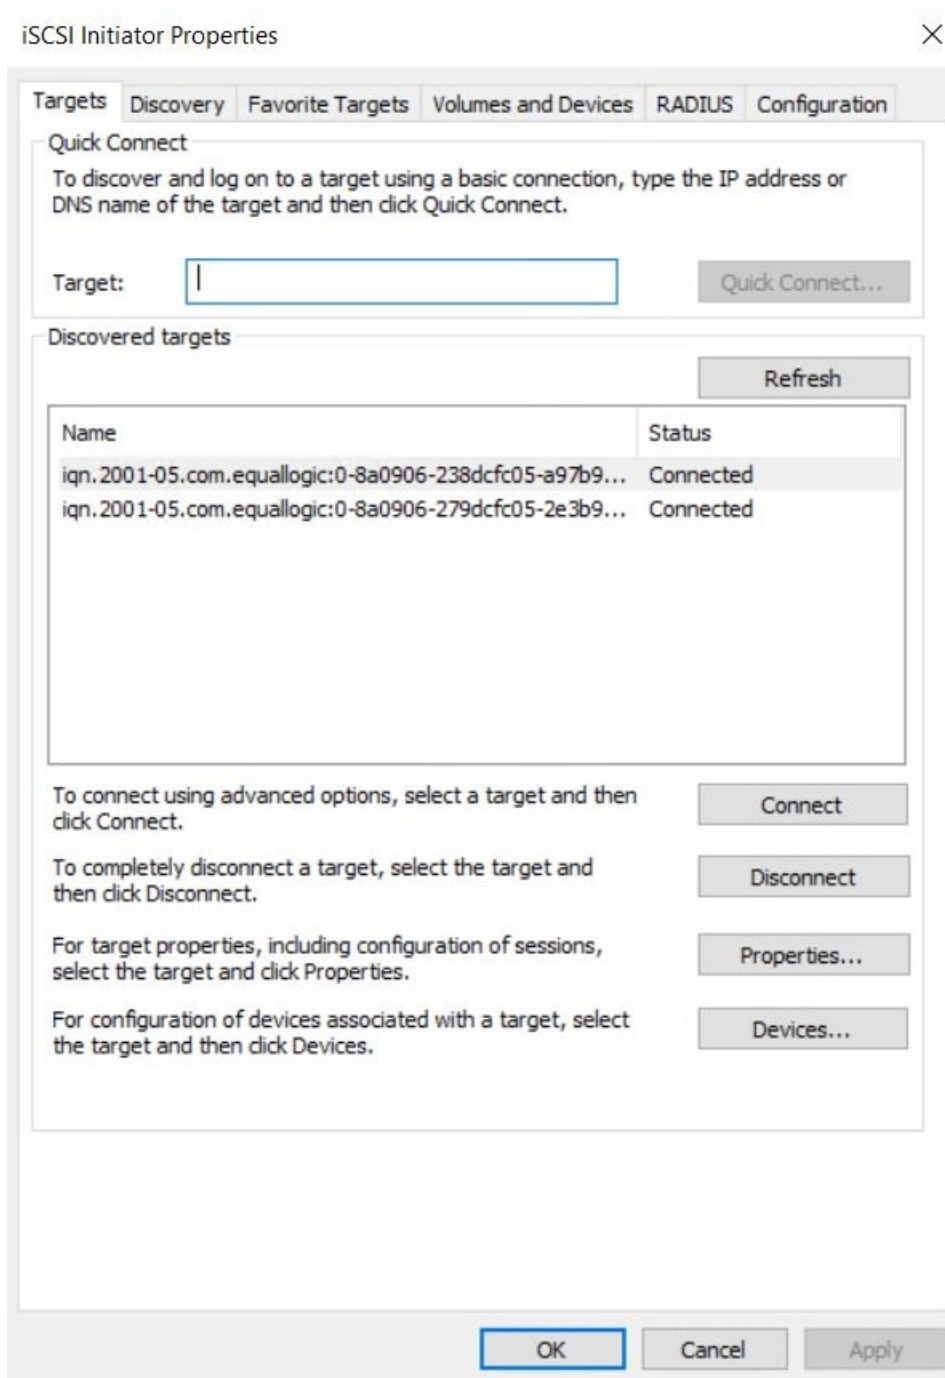 iSCSI Initiator Properties
Targets Discovery Favorite Targets Volumes and Devices RADIUS Configuration
Quick Connect
To discover and log on to a target using a basic connection, type the IP address or
DNS name of the target and then click Quick Connect.
Target:
Quick Connect...
Discovered targets
Refresh
Name Status
iqn.2001-05.com.equallogic:0-8a0906-238dcfc05-a97b9... Connected
iqn.2001-05.com.equallogic:0-8a0906-279dcfc05-2e3b9... Connected
To connect using advanced options, select a target and then
click Connect.
Connect
To completely disconnect a target, select the target and
then click Disconnect.
Disconnect
For target properties, including configuration of sessions,
select the target and click Properties.
Properties...
For configuration of devices associated with a target, select
the target and then click Devices.
Devices...
OK Cancel Apply